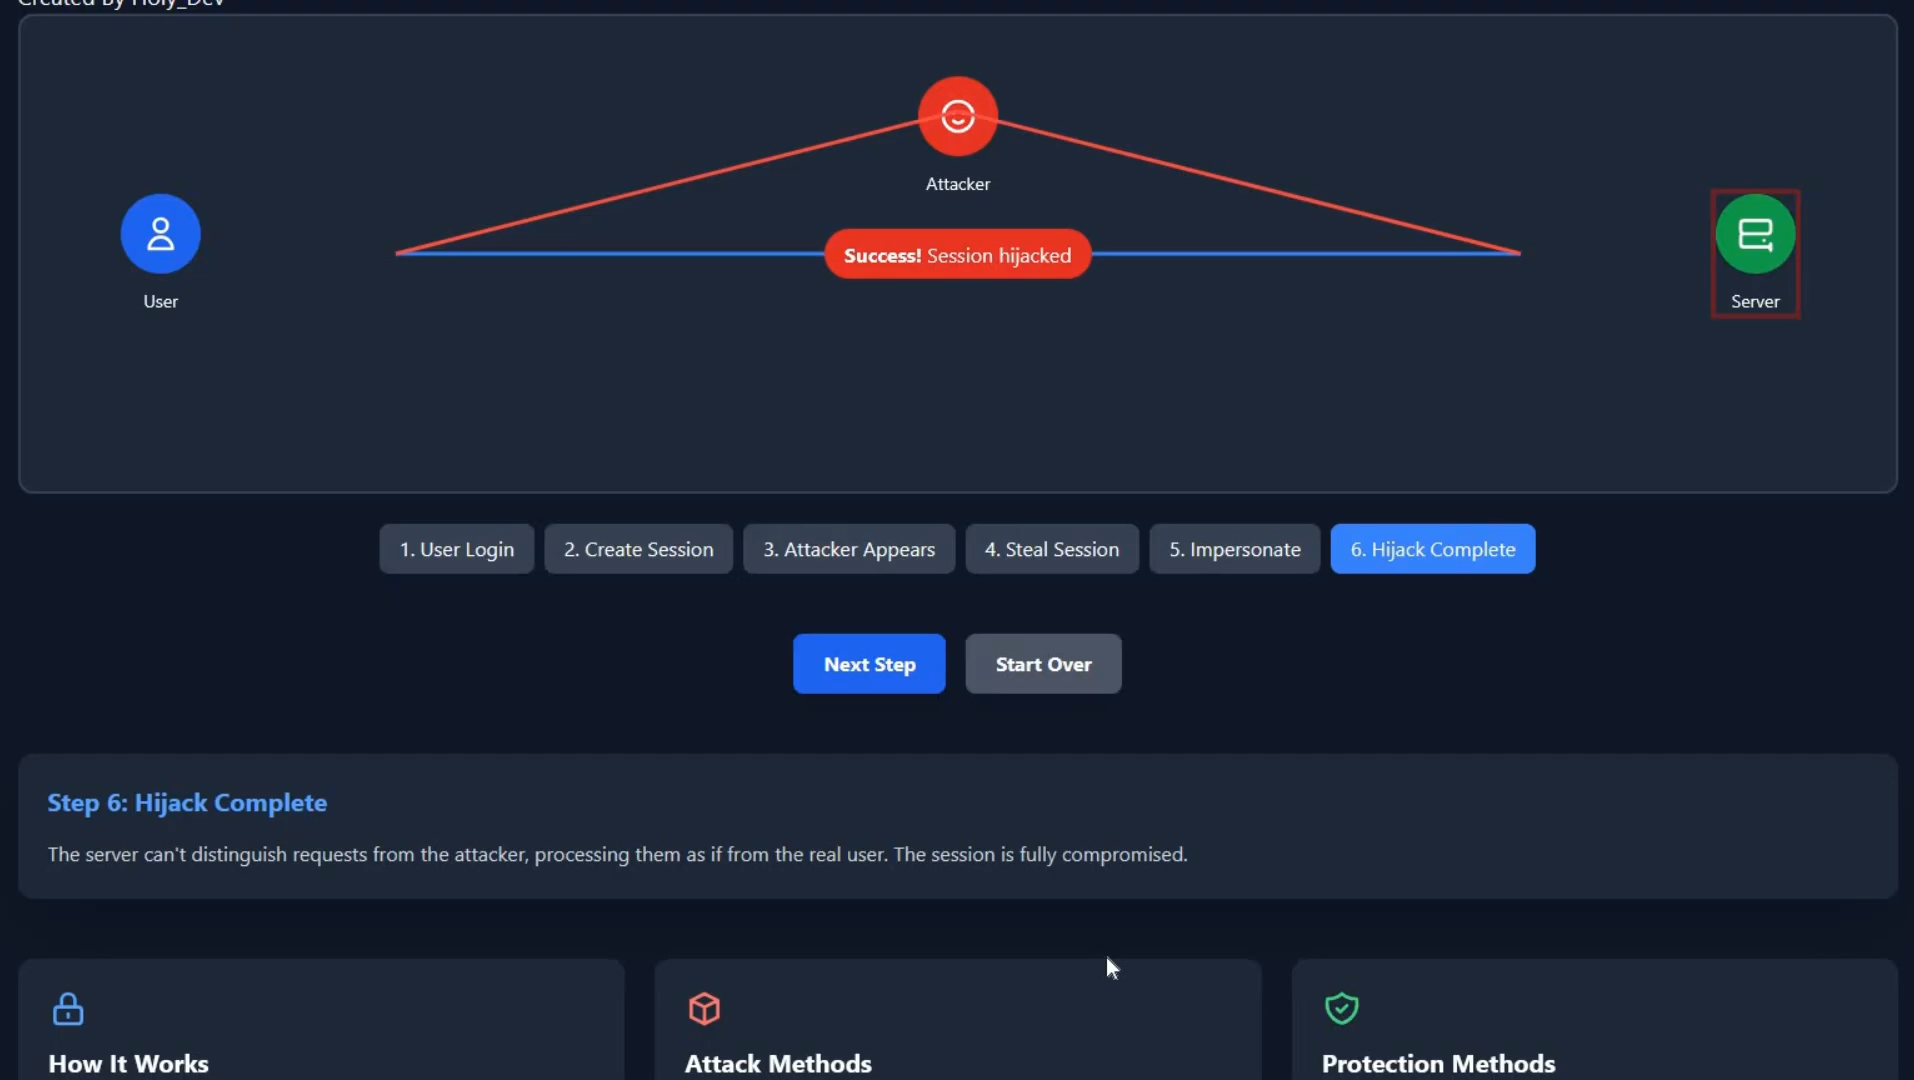 Created By Holy_Dev
Attacker
Success! Session hijacked
User
Server
1. User Login
2. Create Session
3. Attacker Appears
4. Steal Session
5. Impersonate
6. Hijack Complete
Next Step
Start Over
Step 6: Hijack Complete
The server can't distinguish requests from the attacker, processing them as if from the real user. The session is fully compromised.
How It Works
Attack Methods
Protection Methods